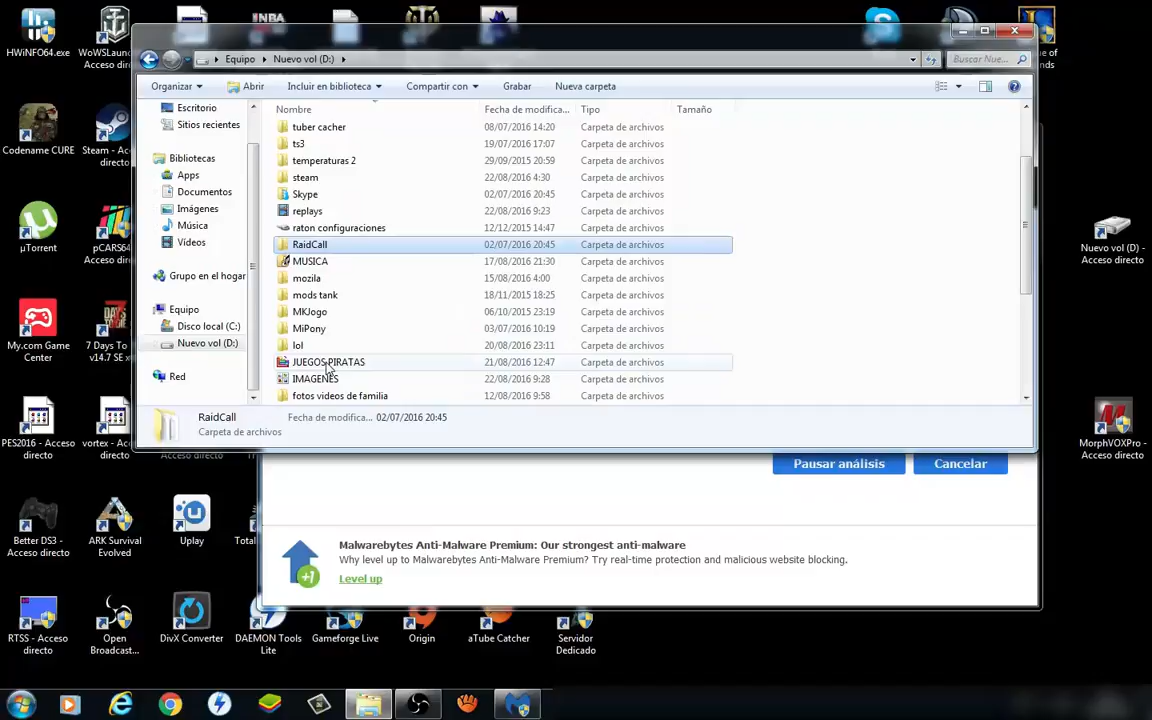 HWiNFO64.exe
WoWSLaun
Acceso dir
NBA
Equipo
Nuevo vol (D:)
Buscar Nue...
Organizar
Abrir
Incluir en biblioteca
Compartir con
Grabar
Nueva carpeta
Escritorio
Sitios recientes
Bibliotecas
Apps
Documentos
Imágenes
Música
Vídeos
Grupo en el hogar
Equipo
Disco local (C:)
Nuevo vol (D:)
Red
Nombre Fecha de modifica... Tipo Tamaño
tuber cacher 08/07/2016 14:20 Carpeta de archivos
ts3 19/07/2016 17:07 Carpeta de archivos
temperaturas 2 29/09/2015 20:59 Carpeta de archivos
steam 22/08/2016 4:30 Carpeta de archivos
Skype 02/07/2016 20:45 Carpeta de archivos
replays 22/08/2016 9:23 Carpeta de archivos
raton configuraciones 12/12/2015 14:47 Carpeta de archivos
RaidCall 02/07/2016 20:45 Carpeta de archivos
MUSICA 17/08/2016 21:30 Carpeta de archivos
mozila 15/08/2016 4:00 Carpeta de archivos
mods tank 18/11/2015 18:25 Carpeta de archivos
MKJogo 06/10/2015 23:19 Carpeta de archivos
MiPony 03/07/2016 10:19 Carpeta de archivos
lol 20/08/2016 23:11 Carpeta de archivos
JUEGOS PIRATAS 21/08/2016 12:47 Carpeta de archivos
IMAGENES 22/08/2016 9:28 Carpeta de archivos
fotos videos de familia 12/08/2016 9:58 Carpeta de archivos
RaidCall Fecha de modifica... 02/07/2016 20:45
Carpeta de archivos
Codename CURE
Steam -
Acceso
directo
µTorrent
pCARS64
Acceso dir
My.com Game
Center
7 Days To
v14.7 SE x
PES2016 - Acceso
directo
vortex - Acc
directo
Nuevo vol (D) -
Acceso directo
MorphVOXPro -
Acceso directo
Pausar análisis
Cancelar
Malwarebytes Anti-Malware Premium: Our strongest anti-malware
Why level up to Malwarebytes Anti-Malware Premium? Try real-time protection and malicious website blocking.
Level up
+1
Better DS3 -
Acceso directo
ARK Survival
Evolved
Uplay
Total
RTSS - Acceso
directo
Open
Broadcast...
DivX Converter
DAEMON Tools
Lite
Gameforge Live
Origin
aTube Catcher
Servidor
Dedicado